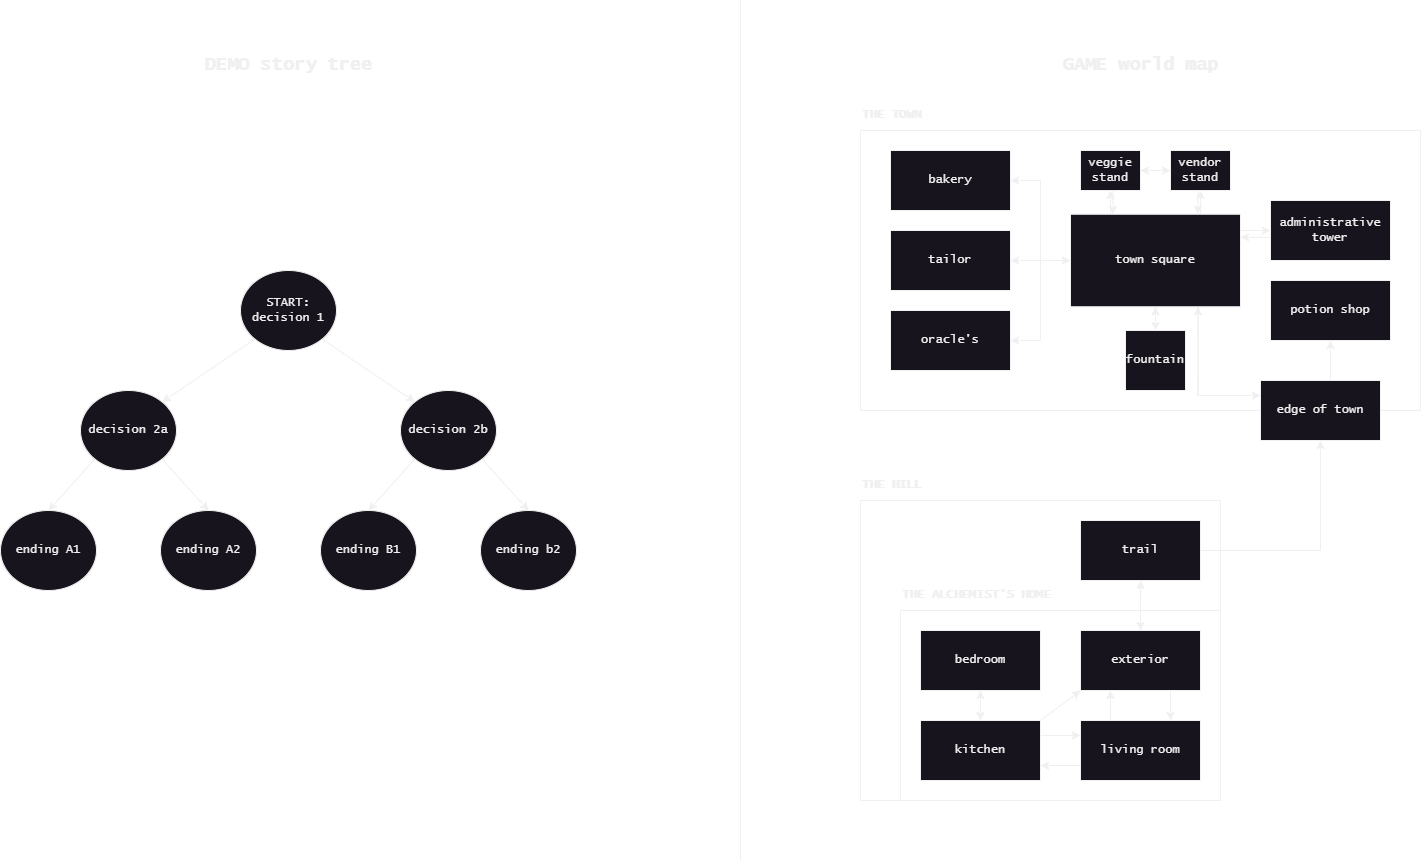 DEMO story tree
START:
decision 1
decision 2a
decision 2b
ending A1
ending A2
ending B1
ending b2
GAME world map
THE TOWN
bakery
veggie
stand
vendor
stand
administrative
tower
tailor
town square
potion shop
oracle's
fountain
edge of town
THE HILL
trail
THE ALCHEMIST'S HOME
bedroom
exterior
kitchen
living room